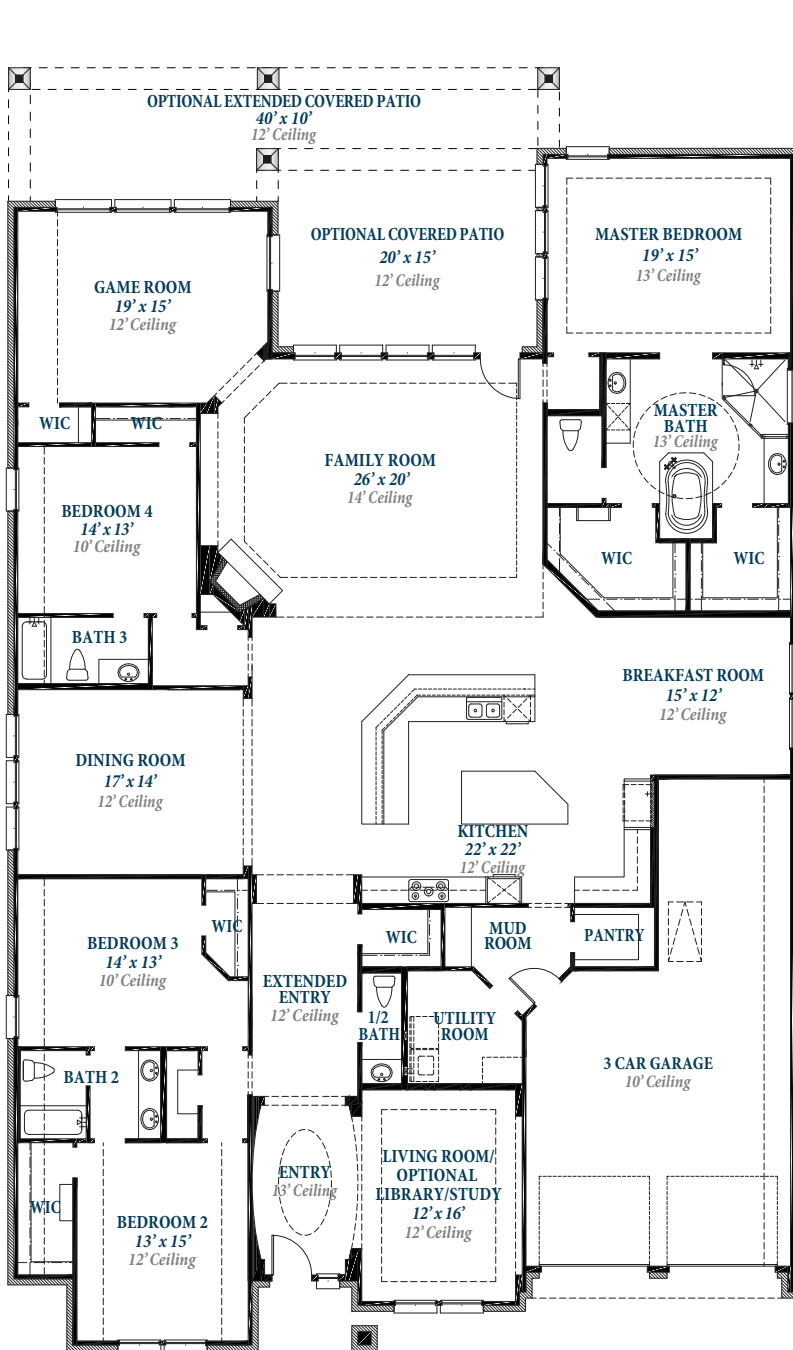 OPTIONAL EXTENDED COVERED PATIO
40’ x 10’
12’ Ceiling
OPTIONAL COVERED PATIO
20’ x 15’
12’ Ceiling
MASTER BEDROOM
19’ x 15’
13’ Ceiling
GAME ROOM
19’ x 15’
12’ Ceiling
WIC
WIC
MASTER
BATH
13’ Ceiling
FAMILY ROOM
26’ x 20’
14’ Ceiling
BEDROOM 4
14’ x 13’
10’ Ceiling
WIC
WIC
BATH 3
BREAKFAST ROOM
15’ x 12’
12’ Ceiling
DINING ROOM
17’ x 14’
12’ Ceiling
KITCHEN
22’ x 22’
12’ Ceiling
WIC
BEDROOM 3
14’ x 13’
10’ Ceiling
WIC
MUD
ROOM
PANTRY
EXTENDED
ENTRY
12’ Ceiling
1/2
BATH
UTILITY
ROOM
3 CAR GARAGE
10’ Ceiling
BATH 2
ENTRY
13’ Ceiling
LIVING ROOM/
OPTIONAL
LIBRARY/STUDY
12’ x 16’
12’ Ceiling
WIC
BEDROOM 2
13’ x 15’
12’ Ceiling